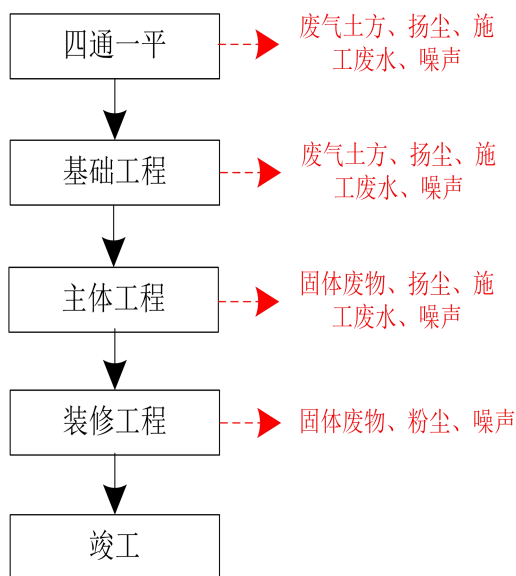 四通一平
废气土方、扬尘、施
工废水、噪声
基础工程
废气土方、扬尘、施
工废水、噪声
主体工程
固体废物、扬尘、施
工废水、噪声
装修工程
固体废物、粉尘、噪声
竣工